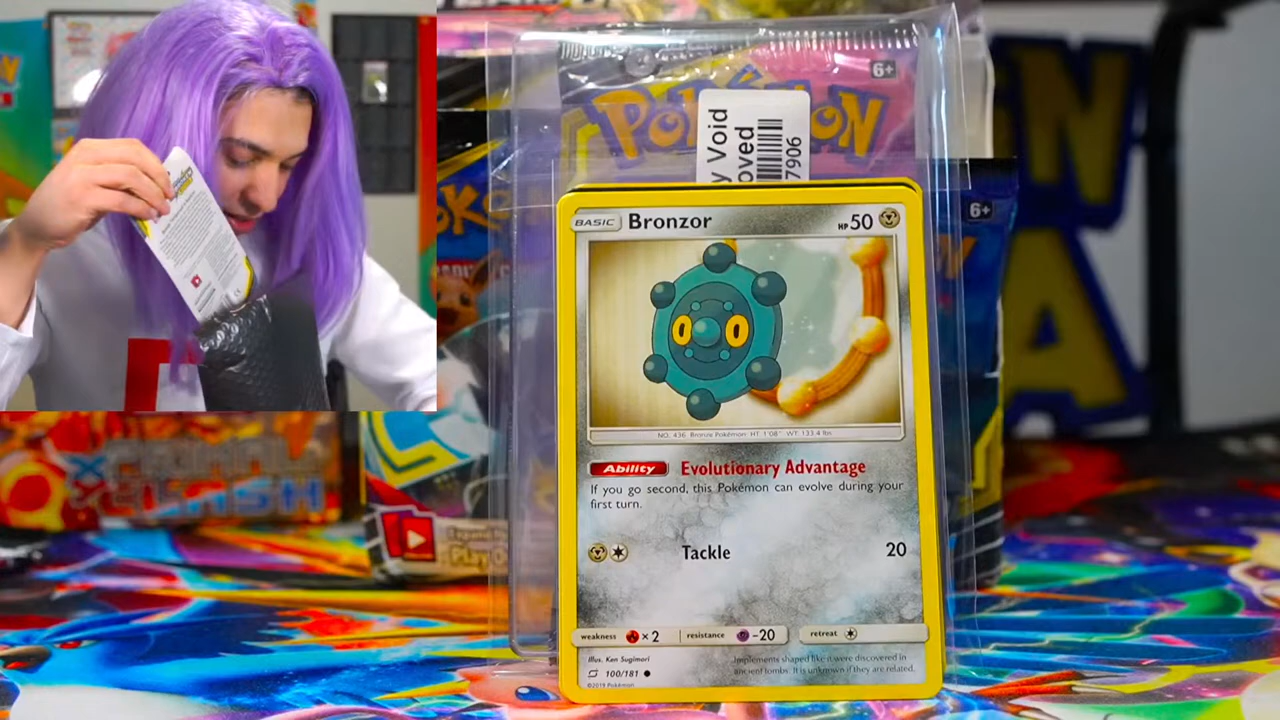 6+
POKÉMON
y Void
oved
7906
6+
BASIC Bronzor HP 50
NO. 436 Bronze Pokémon HT: 1'08" WT: 133.4 lbs
Ability Evolutionary Advantage
If you go second, this Pokémon can evolve during your
first turn.
Tackle 20
weakness ×2 resistance -20 retreat
Illus. Ken Sugimori
100/181
©2019 Pokémon
Implements shaped like it were discovered in
ancient tombs. It is unknown if they are related.
PRIMAL
CLASH
Play